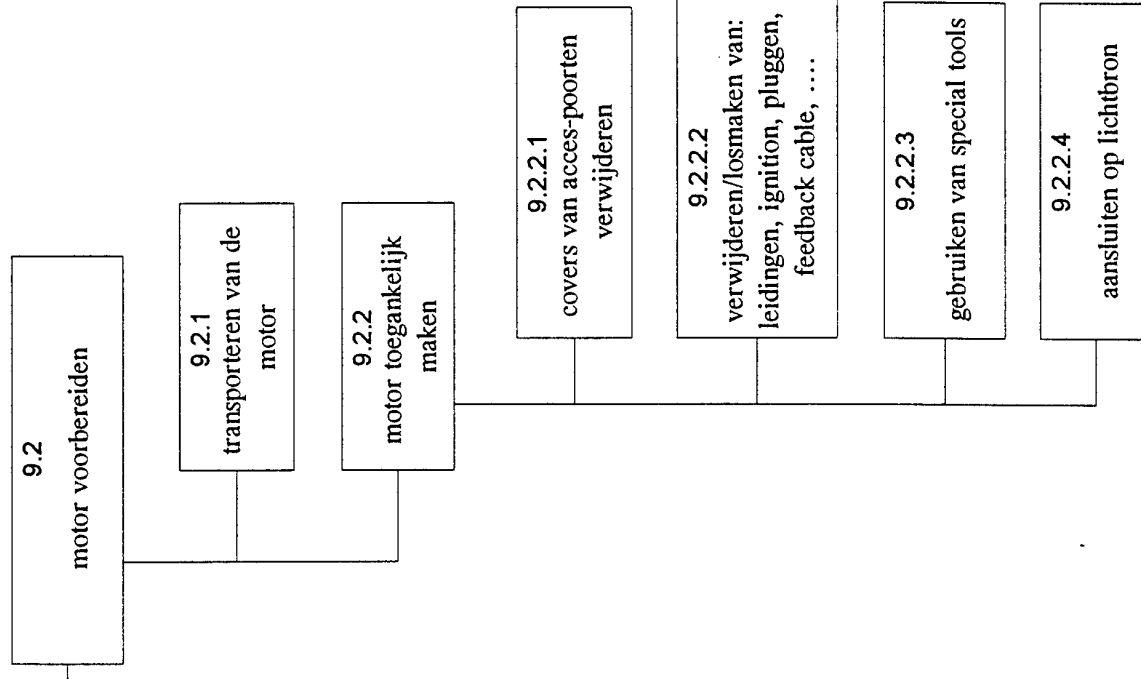 9.2
motor voorbereiden
9.2.1
transporteren van de
motor
9.2.2
motor toegankelijk
maken
9.2.2.1
covers van acces-poorten
verwijderen
9.2.2.2
verwijderen/losmaken van:
leidingen, ignition, pluggen,
feedback cable, ....
9.2.2.3
gebruiken van special tools
9.2.2.4
aansluiten op lichtbron